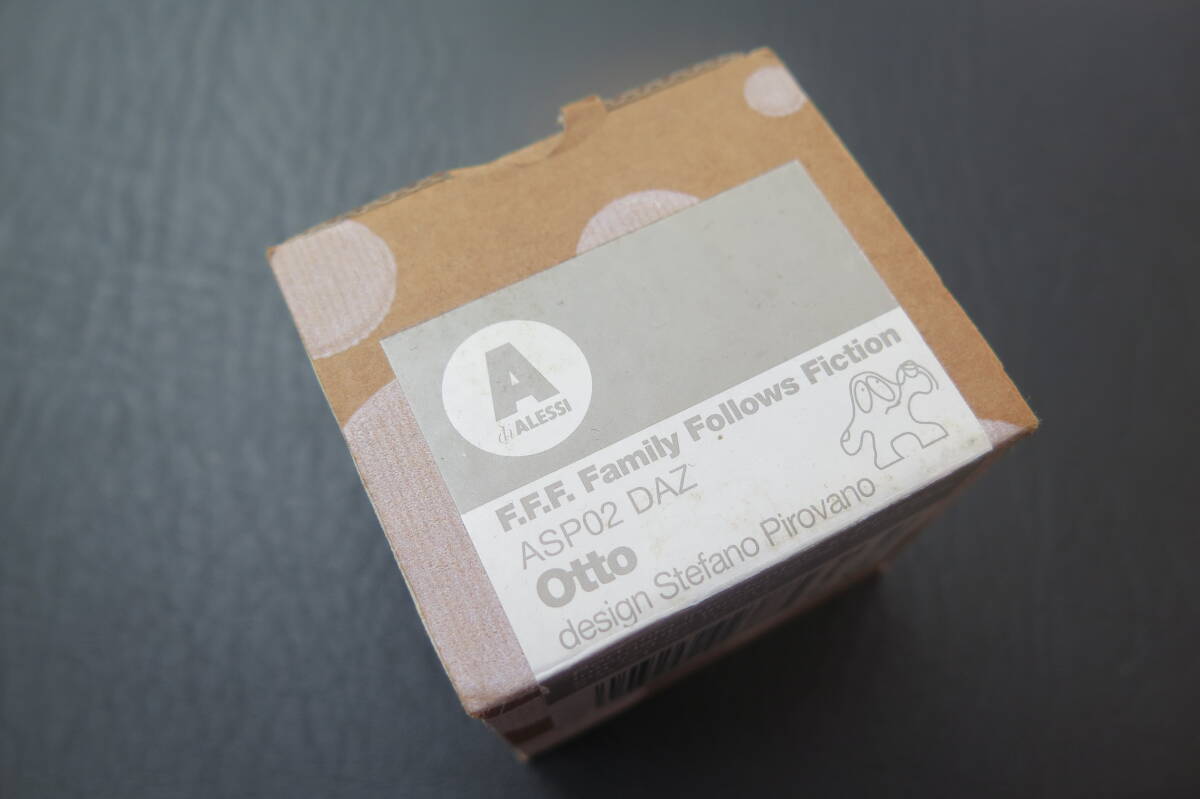 A
di ALESSI
F.F.F. Family Follows Fiction
ASP02 DAZ
Otto
design Stefano Pirovano